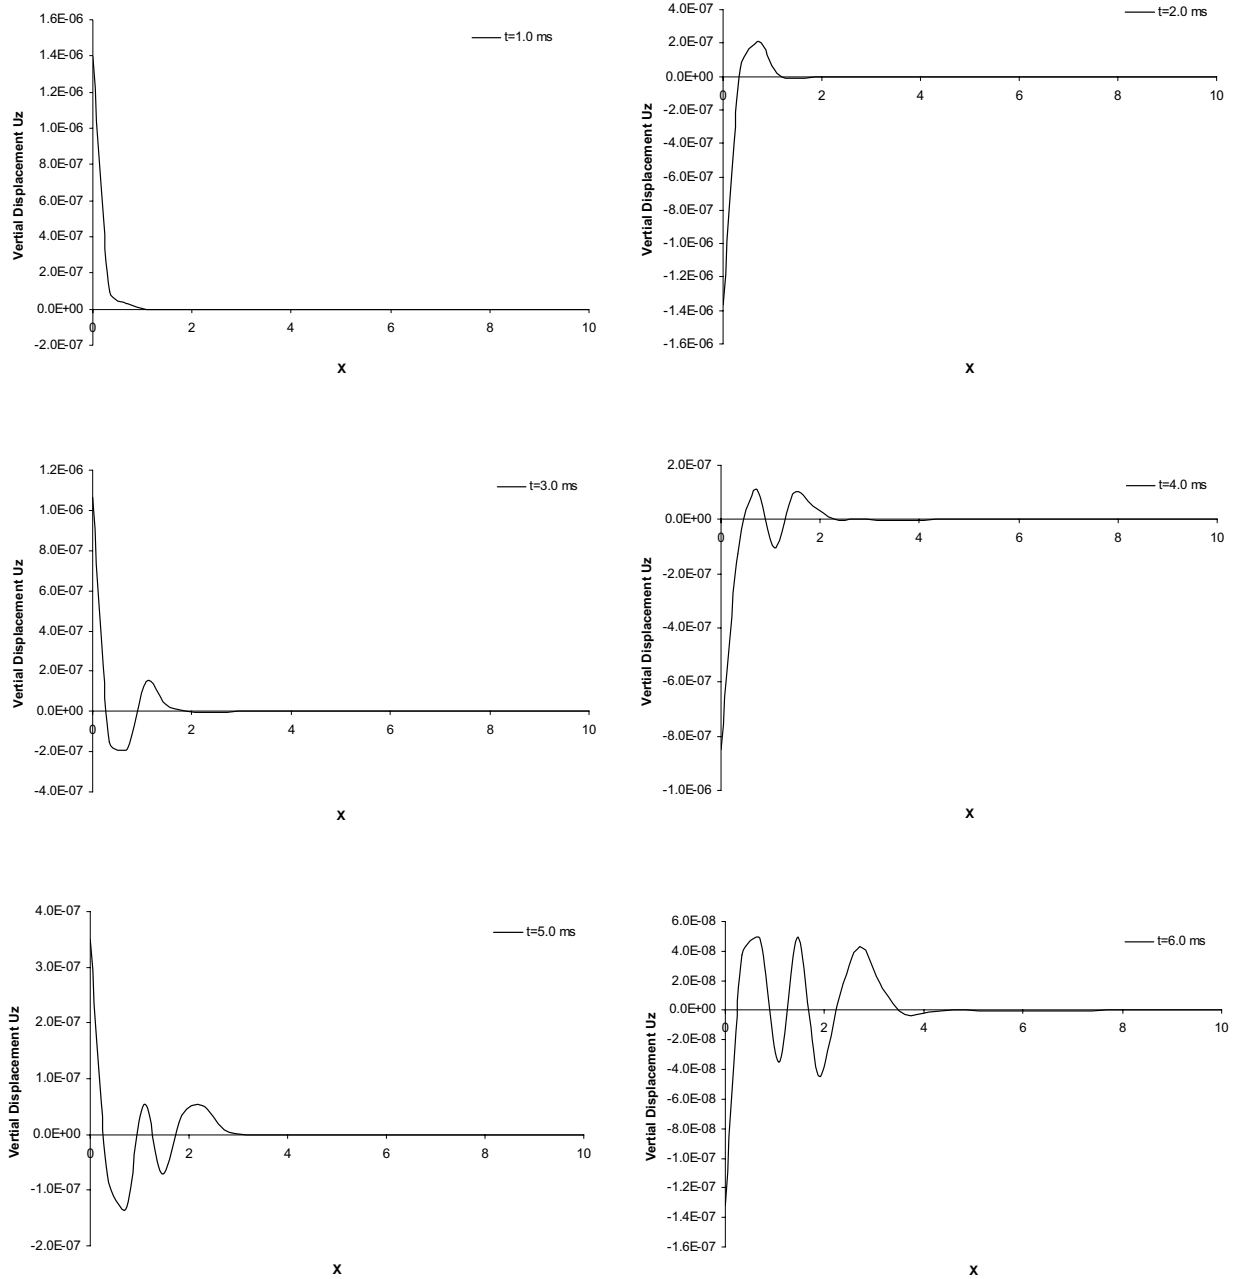 1.6E-06
t=1.0 ms
1.4E-06
1.2E-06
1.0E-06
8.0E-07
6.0E-07
4.0E-07
2.0E-07
0.0E+00
-2.0E-07
0 2 4 6 8 10
Vertial Displacement Uz
X
4.0E-07
t=2.0 ms
2.0E-07
0.0E+00
-2.0E-07
-4.0E-07
-6.0E-07
-8.0E-07
-1.0E-06
-1.2E-06
-1.4E-06
-1.6E-06
0 2 4 6 8 10
Vertial Displacement Uz
X
1.2E-06
t=3.0 ms
1.0E-06
8.0E-07
6.0E-07
4.0E-07
2.0E-07
0.0E+00
-2.0E-07
-4.0E-07
0 2 4 6 8 10
Vertial Displacement Uz
X
2.0E-07
t=4.0 ms
0.0E+00
-2.0E-07
-4.0E-07
-6.0E-07
-8.0E-07
-1.0E-06
0 2 4 6 8 10
Vertial Displacement Uz
X
4.0E-07
t=5.0 ms
3.0E-07
2.0E-07
1.0E-07
0.0E+00
-1.0E-07
-2.0E-07
0 2 4 6 8 10
Vertial Displacement Uz
X
6.0E-08
t=6.0 ms
4.0E-08
2.0E-08
0.0E+00
-2.0E-08
-4.0E-08
-6.0E-08
-8.0E-08
-1.0E-07
-1.2E-07
-1.4E-07
-1.6E-07
0 2 4 6 8 10
Vertial Displacement Uz
X